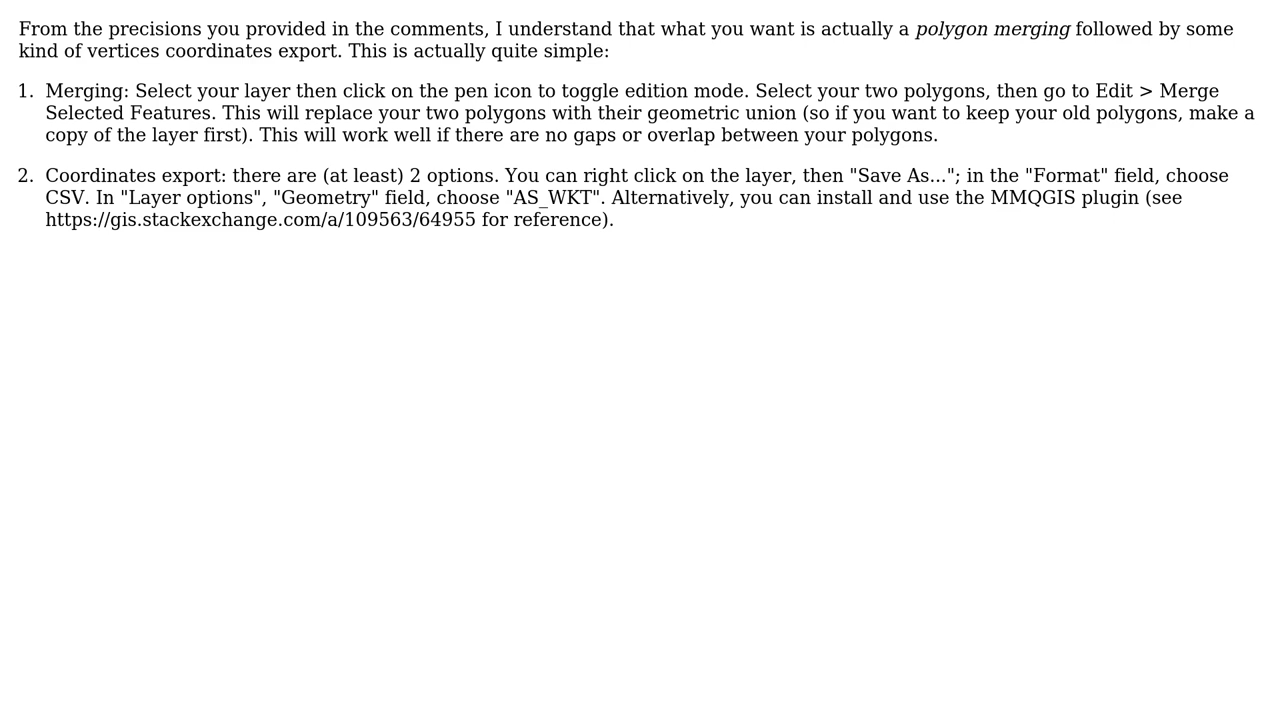 From the precisions you provided in the comments, I understand that what you want is actually a polygon merging followed by some
kind of vertices coordinates export. This is actually quite simple:
1. Merging: Select your layer then click on the pen icon to toggle edition mode. Select your two polygons, then go to Edit > Merge
Selected Features. This will replace your two polygons with their geometric union (so if you want to keep your old polygons, make a
copy of the layer first). This will work well if there are no gaps or overlap between your polygons.
2. Coordinates export: there are (at least) 2 options. You can right click on the layer, then "Save As..."; in the "Format" field, choose
CSV. In "Layer options", "Geometry" field, choose "AS_WKT". Alternatively, you can install and use the MMQGIS plugin (see
https://gis.stackexchange.com/a/109563/64955 for reference).